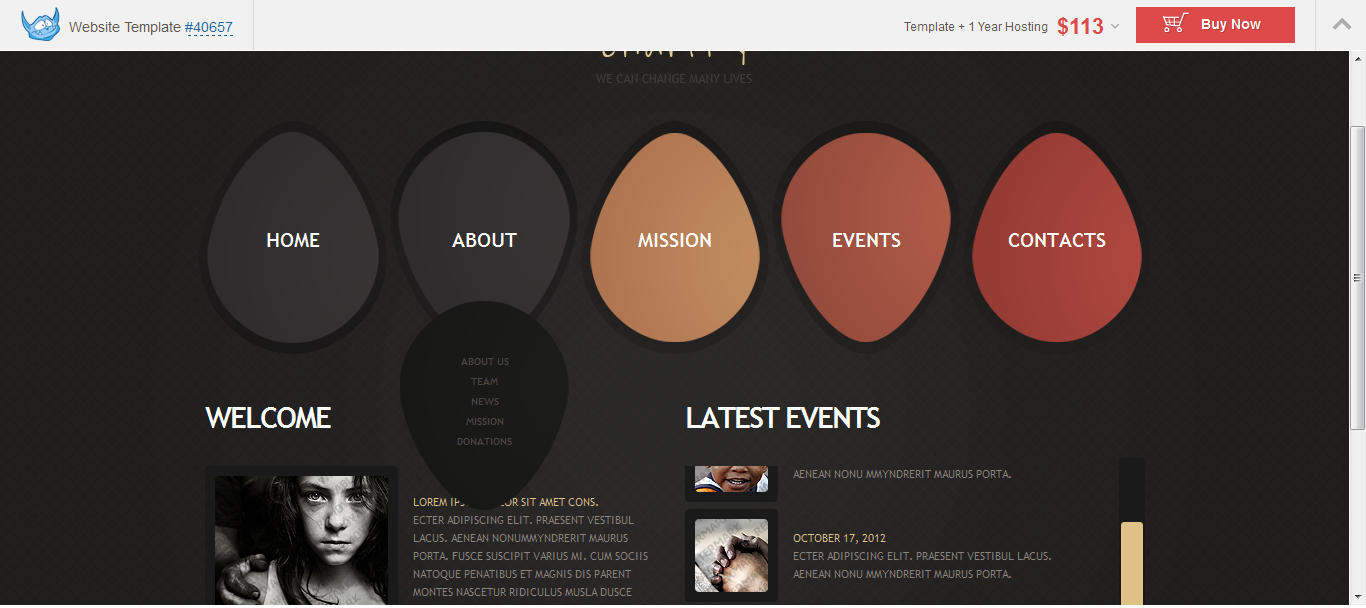 Website Template #40657
Template + 1 Year Hosting $113
Buy Now
WE CAN CHANGE MANY LIVES
HOME
ABOUT
MISSION
EVENTS
CONTACTS
ABOUT US
TEAM
NEWS
MISSION
DONATIONS
WELCOME
LOREM SIT AMET CONS.
ECTER ADIPISCING ELIT. PRAESENT VESTIBUL
LACUS. AENEAN NONUMMYNDRERIT MAURUS
PORTA. FUSCE SUSCIPIT VARIUS MI. CUM SOCIIS
NATOQUE PENATIBUS ET MAGNIS DIS PARENT
MONTES NASCETUR RIDICULUS MUSLA DUSCE
LATEST EVENTS
AENEAN NONU MMYNDRERIT MAURUS PORTA.
OCTOBER 17, 2012
ECTER ADIPISCING ELIT. PRAESENT VESTIBUL LACUS.
AENEAN NONU MMYNDRERIT MAURUS PORTA.